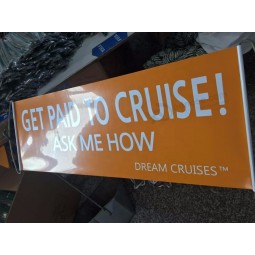 GET PAID TO CRUISE!
ASK ME HOW
DREAM CRUISES™